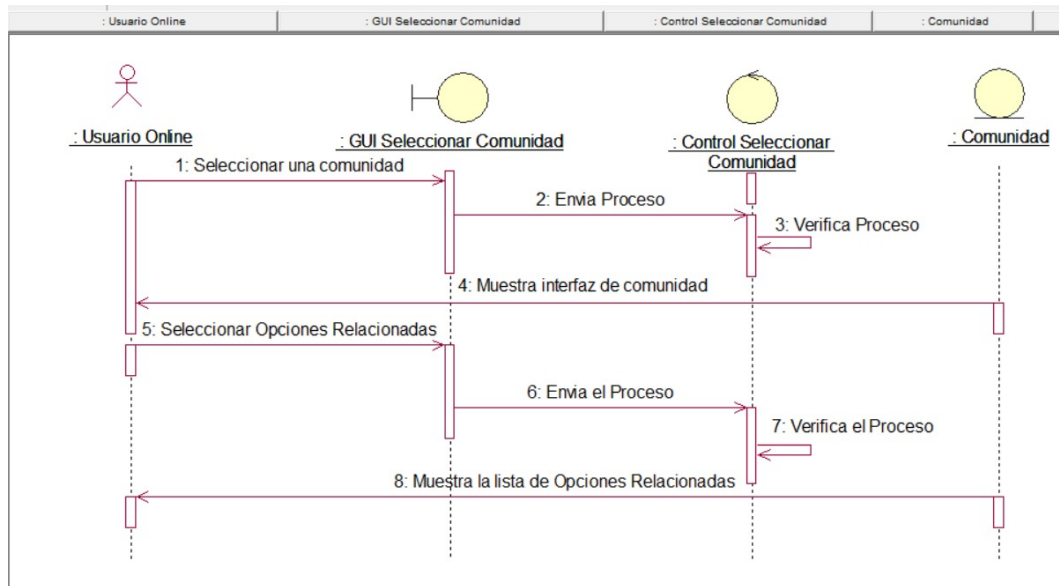 : Usuario Online
: GUI Seleccionar Comunidad
: Control Seleccionar Comunidad
: Comunidad
: Usuario Online
: GUI Seleccionar Comunidad
: Control Seleccionar
Comunidad
: Comunidad
1: Seleccionar una comunidad
2: Envia Proceso
3: Verifica Proceso
4: Muestra interfaz de comunidad
5: Seleccionar Opciones Relacionadas
6: Envia el Proceso
7: Verifica el Proceso
8: Muestra la lista de Opciones Relacionadas